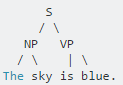 S
/ \
NP VP
/ \ | \
The sky is blue.